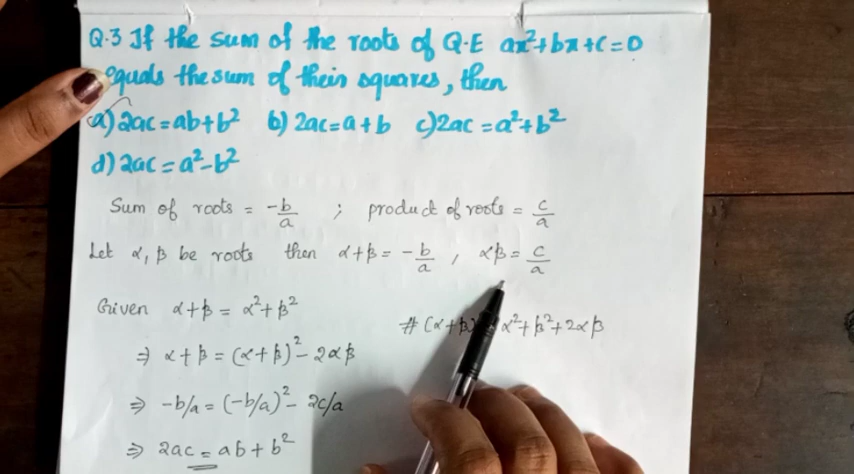 Q.3 If the sum of the roots of Q.E ax²+bx+c=0
equals the sum of their squares, then
a) 2ac=ab+b² b) 2ac=a+b c) 2ac=a²+b²
d) 2ac=a²-b²
Sum of roots = -b/a ; product of roots = c/a
Let α, β be roots then α+β = -b/a , αβ = c/a
Given α+β = α²+β²
# (α+β) α²+β²+2αβ
⇒ α+β = (α+β)² - 2αβ
⇒ -b/a = (-b/a)² - 2c/a
⇒ 2ac = ab+b²